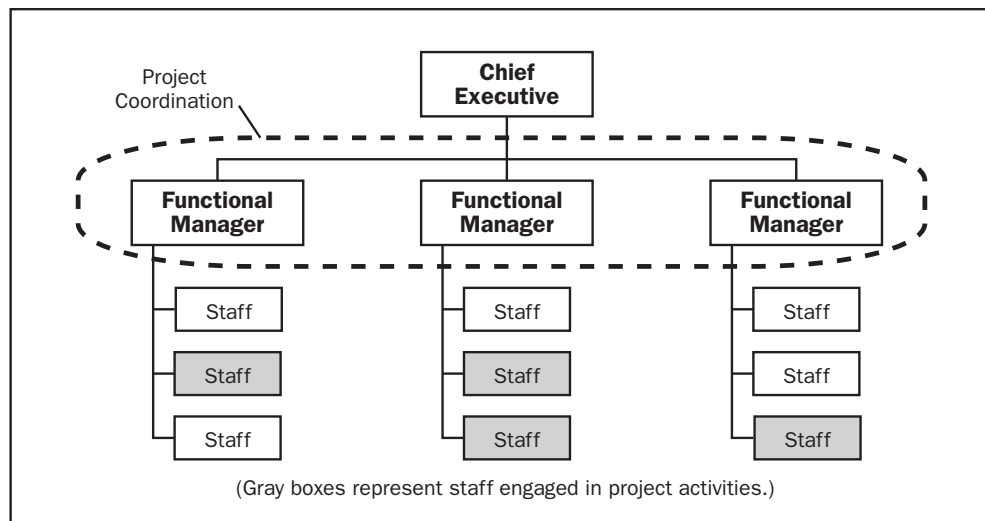 Project
Coordination
Chief
Executive
Functional
Manager
Functional
Manager
Functional
Manager
Staff
Staff
Staff
Staff
Staff
Staff
Staff
Staff
Staff
(Gray boxes represent staff engaged in project activities.)